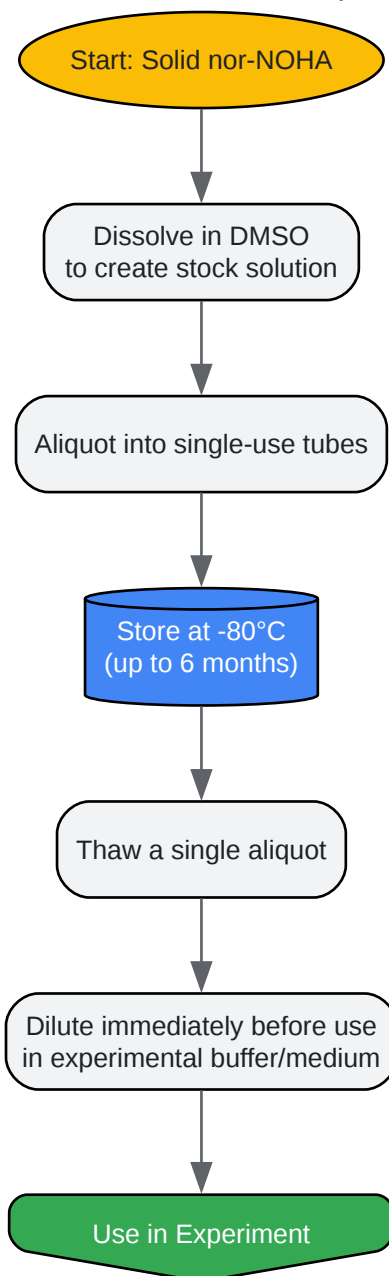 Start: Solid nor-NOHA
Dissolve in DMSO
to create stock solution
Aliquot into single-use tubes
Store at -80°C
(up to 6 months)
Thaw a single aliquot
Dilute immediately before use
in experimental buffer/medium
Use in Experiment